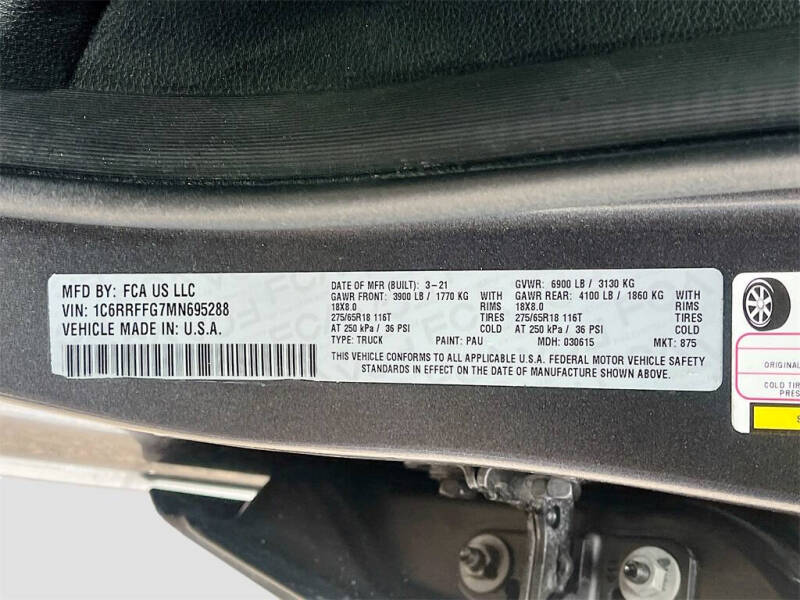 MFD BY: FCA US LLC
VIN: 1C6RRFFG7MN695288
VEHICLE MADE IN: U.S.A.
DATE OF MFR (BUILT): 3-21 GVWR: 6900 LB / 3130 KG
GAWR FRONT: 3900 LB / 1770 KG WITH GAWR REAR: 4100 LB / 1860 KG WITH
18X8.0 RIMS 18X8.0 RIMS
275/65R18 116T TIRES 275/65R18 116T TIRES
AT 250 kPa / 36 PSI COLD AT 250 kPa / 36 PSI COLD
TYPE: TRUCK PAINT: PAU MDH: 030615 MKT: 875
THIS VEHICLE CONFORMS TO ALL APPLICABLE U.S.A. FEDERAL MOTOR VEHICLE SAFETY
STANDARDS IN EFFECT ON THE DATE OF MANUFACTURE SHOWN ABOVE.
ORIGINAL
COLD TIR
PRES